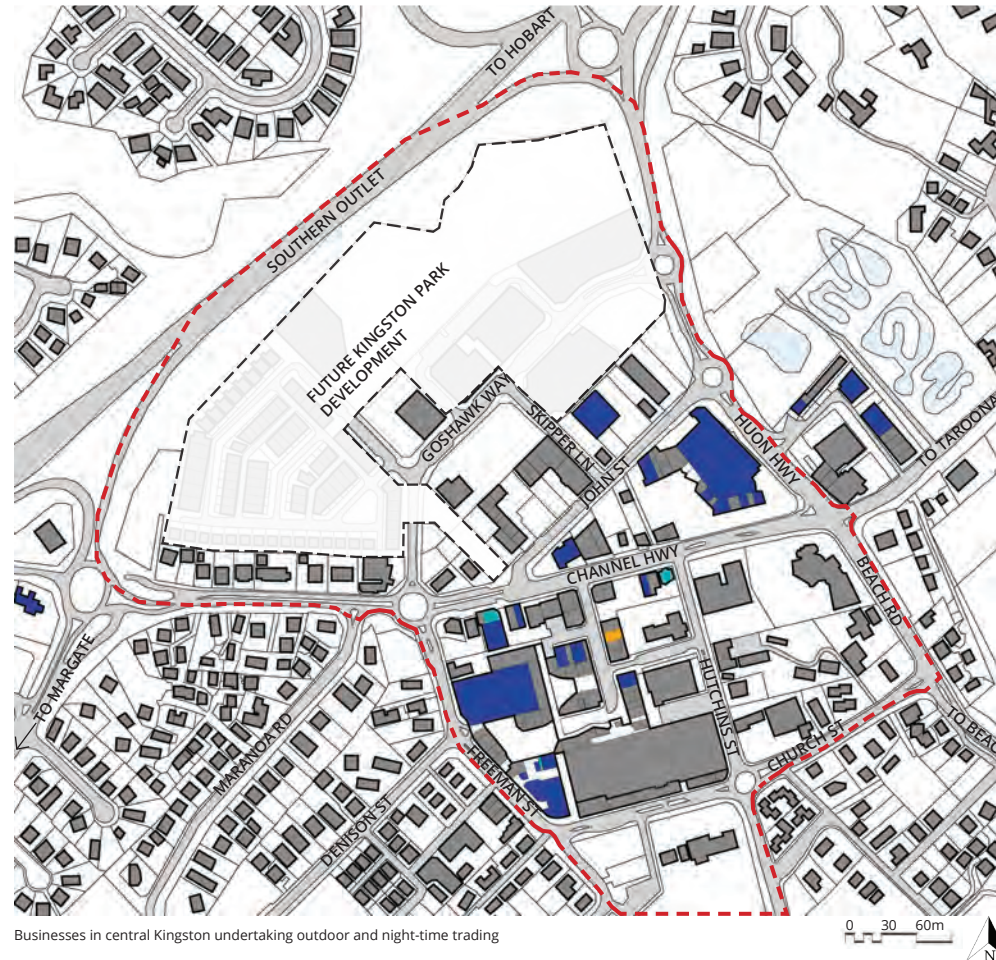 TO HOBART
SOUTHERN OUTLET
FUTURE KINGSTON PARK
DEVELOPMENT
GOSHAWK WAY
SKIPPER LN
JOHN ST
HUON HWY
TO TAROONA
CHANNEL HWY
BEACH RD
TO MARGATE
MARANOA RD
HUTCHINS ST
CHURCH ST
TO BEAC
FREEMAN ST
DENISON ST
Businesses in central Kingston undertaking outdoor and night-time trading
0 30 60m
N